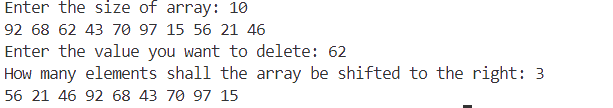 Enter the size of array: 10
92 68 62 43 70 97 15 56 21 46
Enter the value you want to delete: 62
How many elements shall the array be shifted to the right: 3
56 21 46 92 68 43 70 97 15